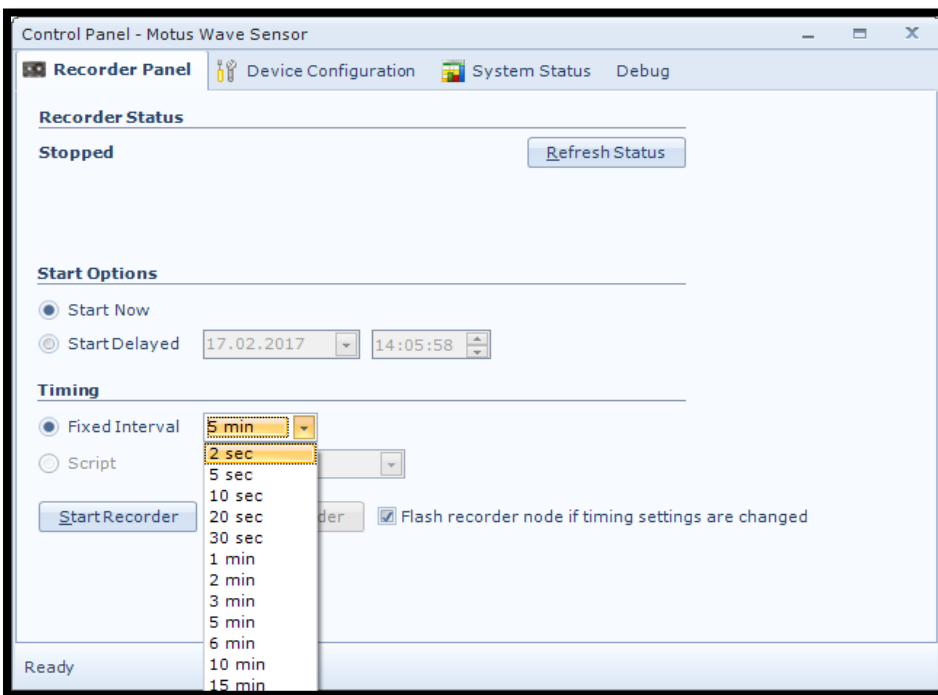 Control Panel - Motus Wave Sensor
Recorder Panel Device Configuration System Status Debug
Recorder Status
Stopped Refresh Status
Start Options
Start Now
Start Delayed 17.02.2017 14:05:58
Timing
Fixed Interval 5 min
2 sec
Script
5 sec
10 sec
Start Recorder 20 sec der Flash recorder node if timing settings are changed
30 sec
1 min
2 min
3 min
5 min
6 min
Ready 10 min
15 min